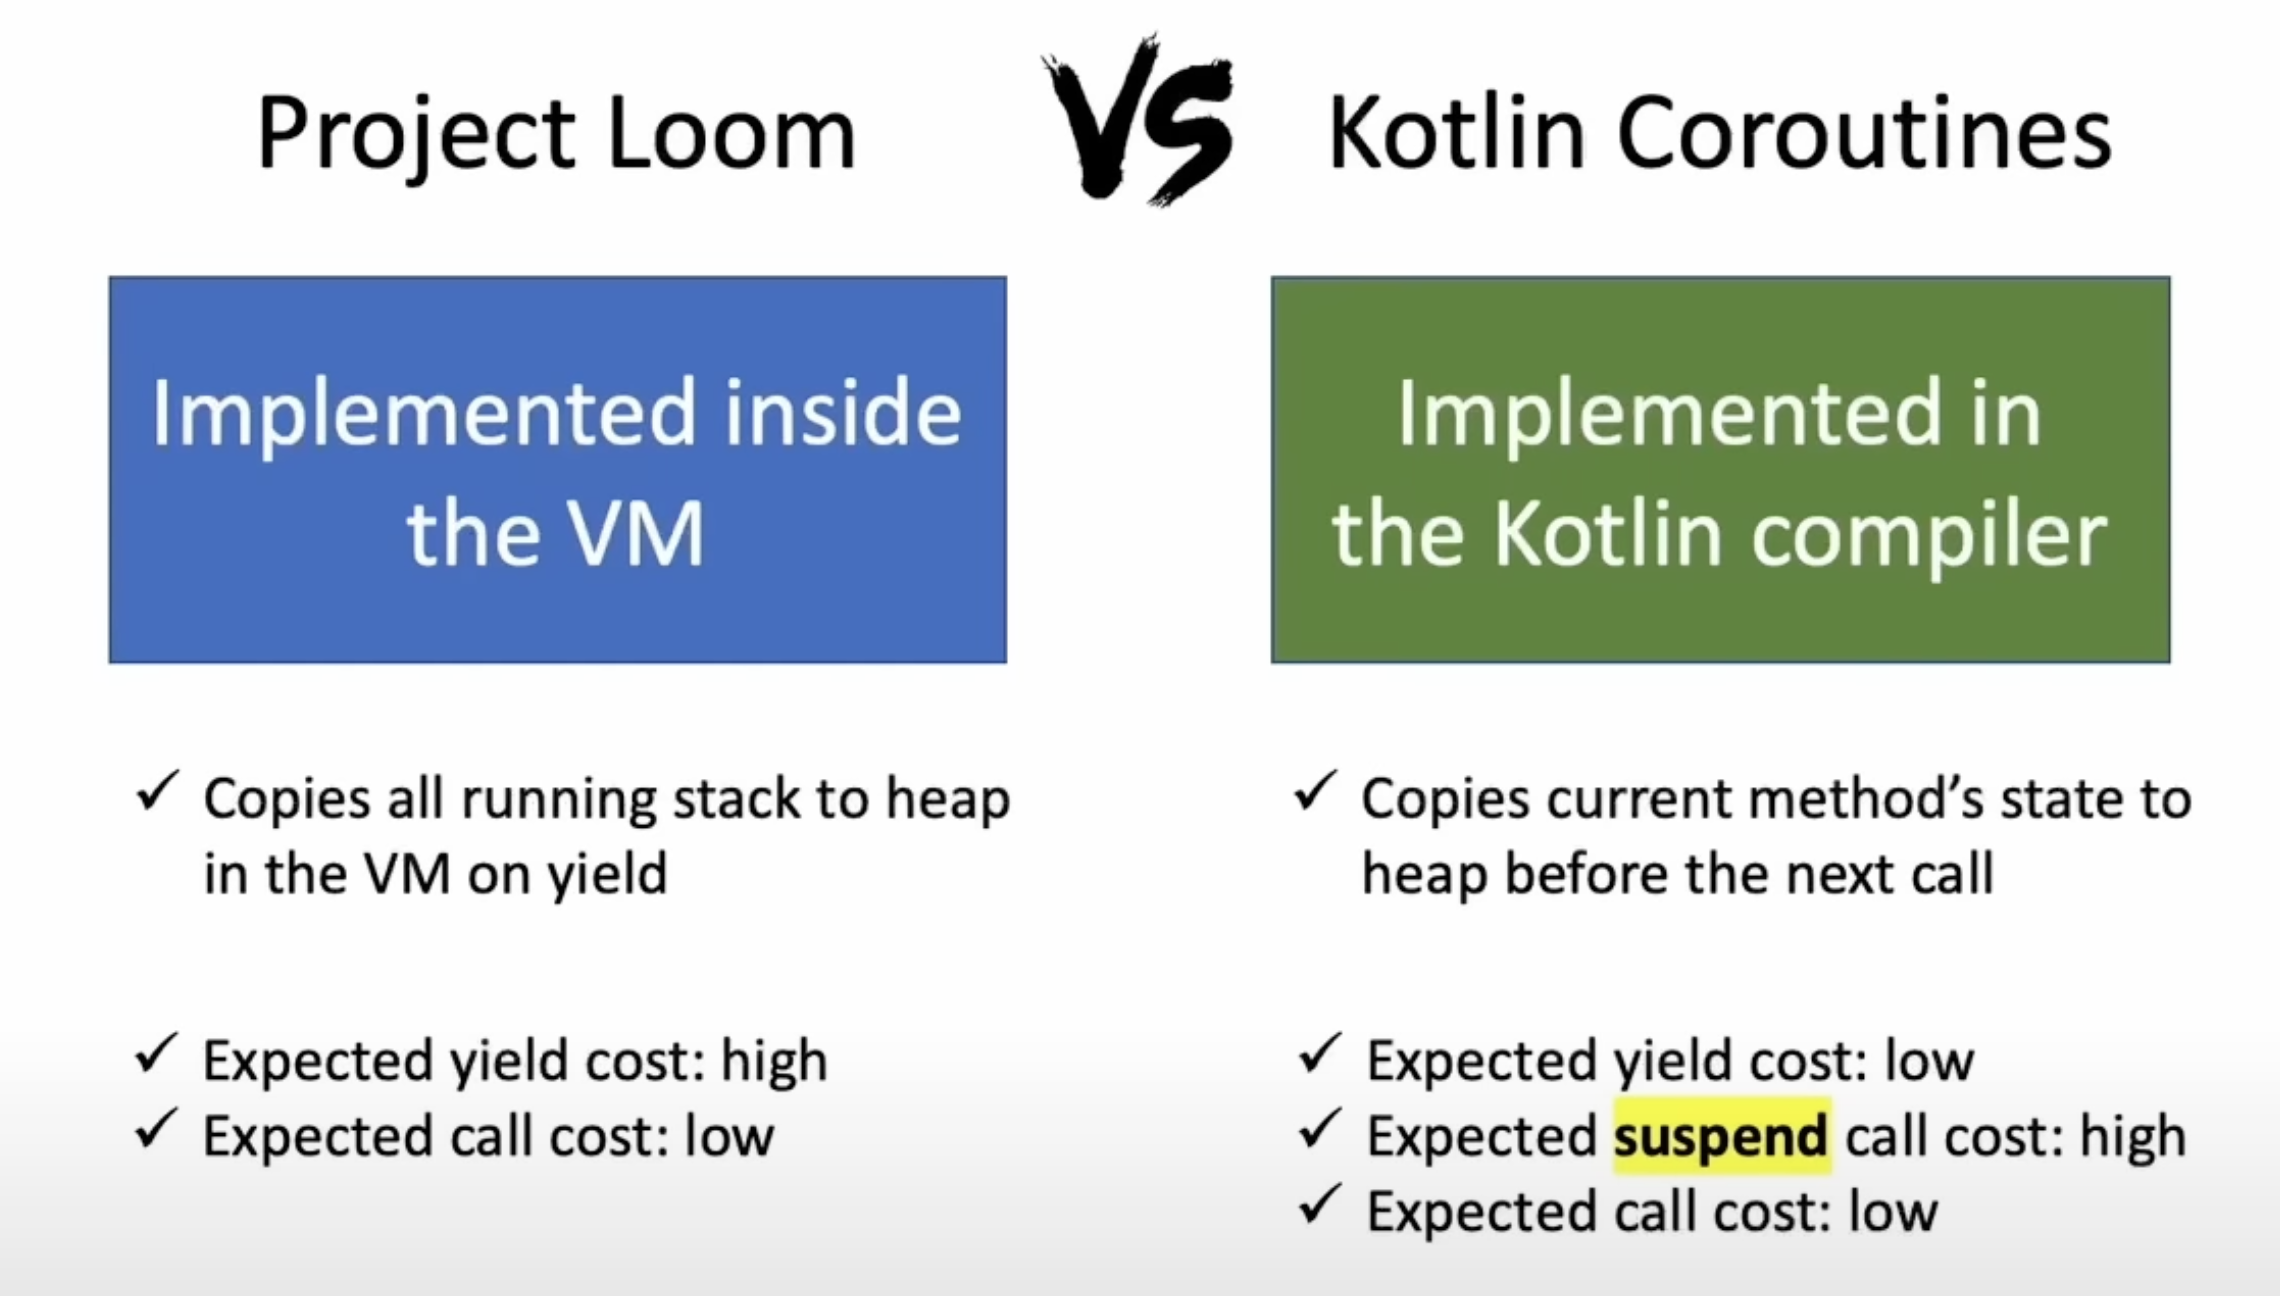 Project Loom
VS
Kotlin Coroutines
Implemented inside
the VM
Implemented in
the Kotlin compiler
✓ Copies all running stack to heap
in the VM on yield
✓ Copies current method’s state to
heap before the next call
✓ Expected yield cost: high
✓ Expected call cost: low
✓ Expected yield cost: low
✓ Expected suspend call cost: high
✓ Expected call cost: low